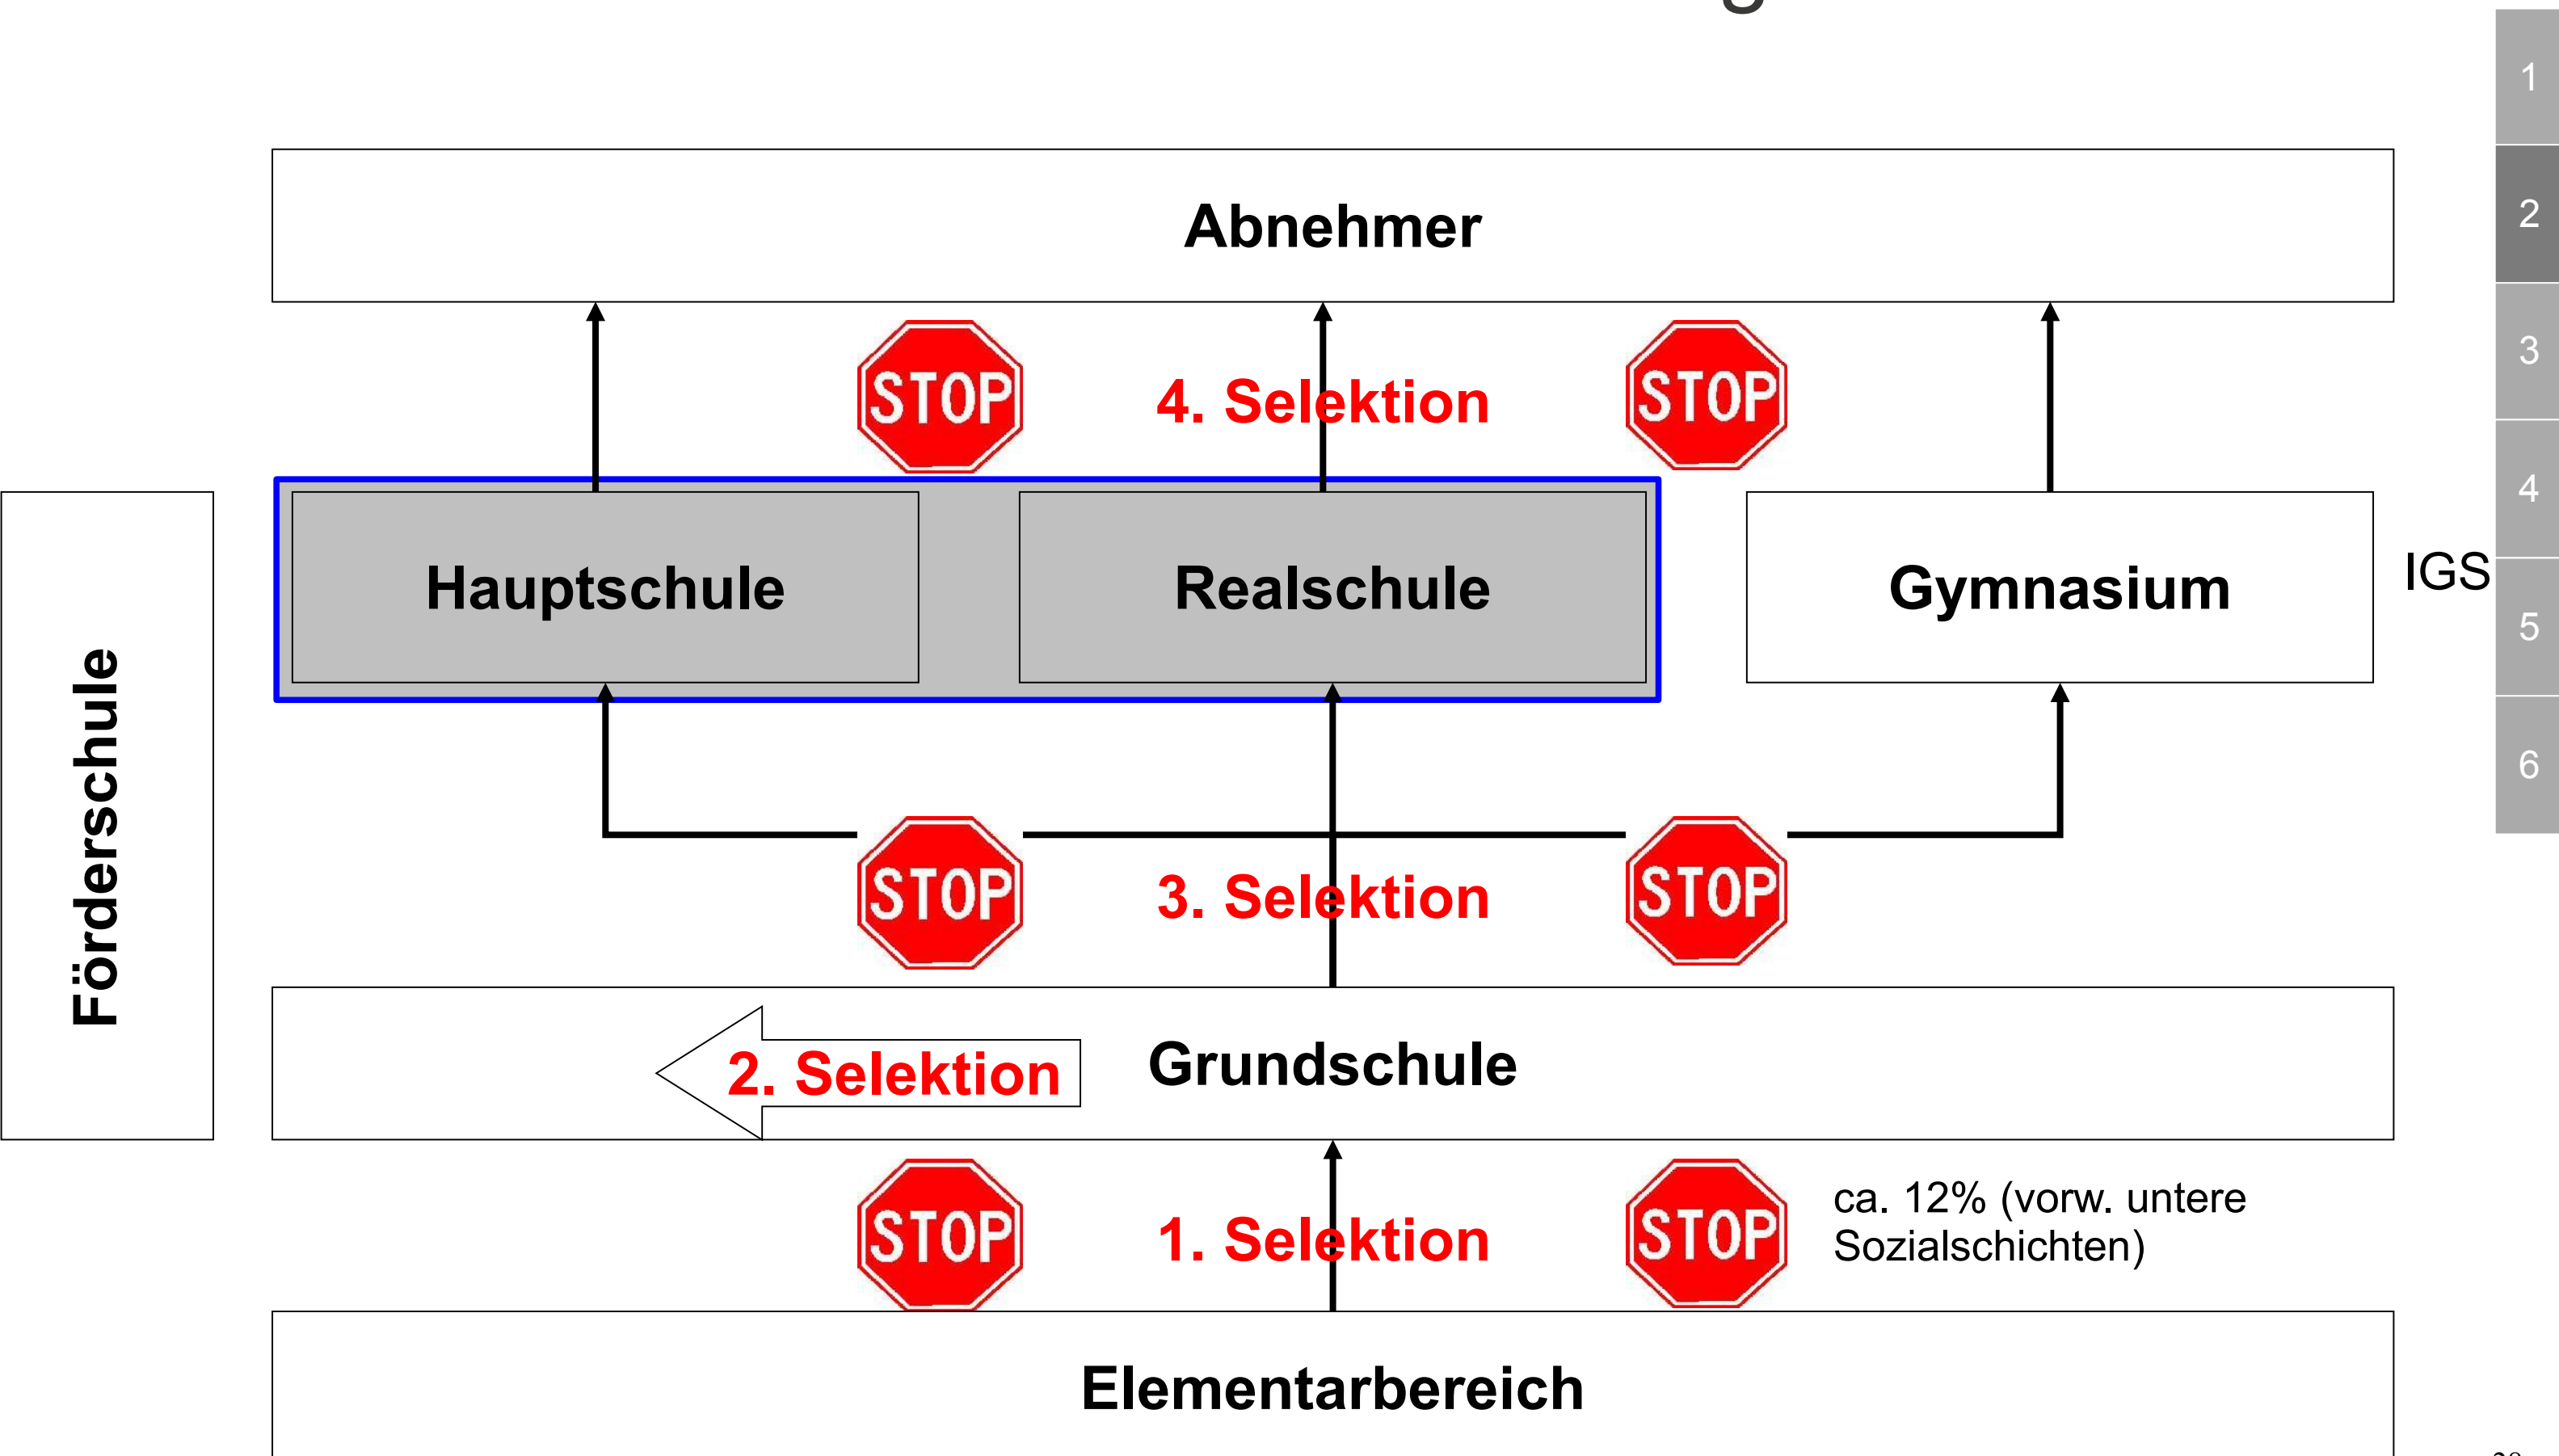 1
2
3
4
5
6
Abnehmer
STOP
4. Selektion
STOP
Hauptschule
Realschule
Gymnasium
IGS
Förderschule
STOP
3. Selektion
STOP
2. Selektion
Grundschule
STOP
1. Selektion
STOP
ca. 12% (vorw. untere
Sozialschichten)
Elementarbereich